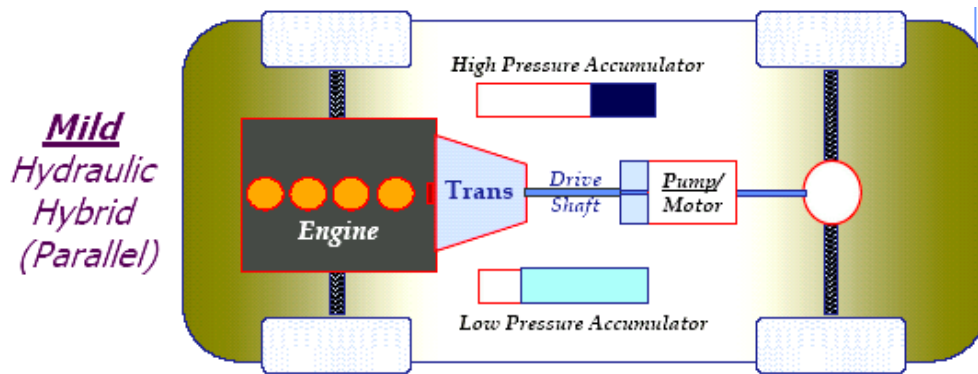 Mild
Hydraulic
Hybrid
(Parallel)
High Pressure Accumulator
Engine
Trans
Drive
Shaft
Pump/
Motor
Low Pressure Accumulator